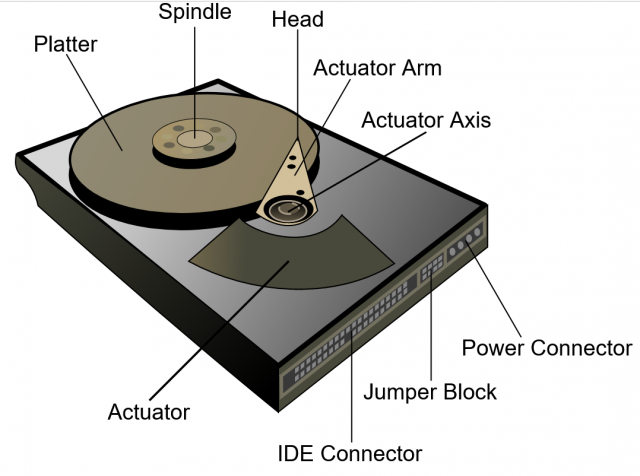 Spindle
Head
Platter
Actuator Arm
Actuator Axis
Power Connector
Jumper Block
Actuator
IDE Connector